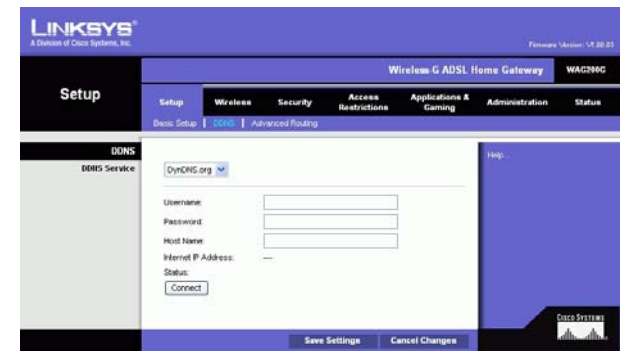 LINKSYS®
A Division of Cisco Systems, Inc.
Firmware Version: V1.00.03
Wireless-G ADSL Home Gateway WAG200G
Setup
Setup Wireless Security Access Restrictions Applications & Gaming Administration Status
Basic Setup | DDNS | Advanced Routing
DDNS
DDNS Service
DynDNS.org
Help...
Username:
Password:
Host Name:
Internet IP Address: ---
Status:
Connect
Save Settings Cancel Changes
CISCO SYSTEMS